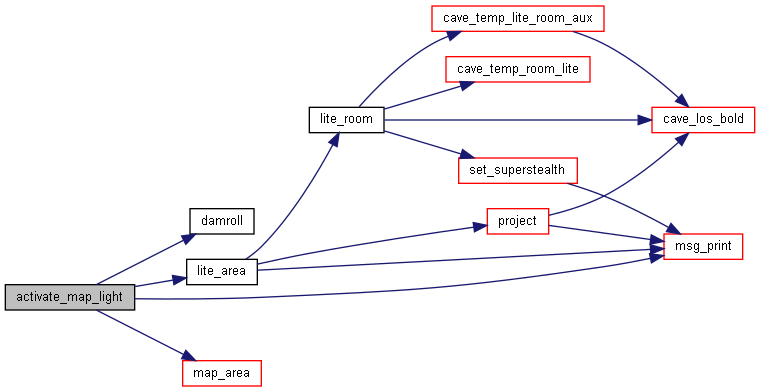 cave_temp_lite_room_aux
cave_temp_room_lite
lite_room
cave_los_bold
set_superstealth
damroll
project
msg_print
lite_area
activate_map_light
map_area